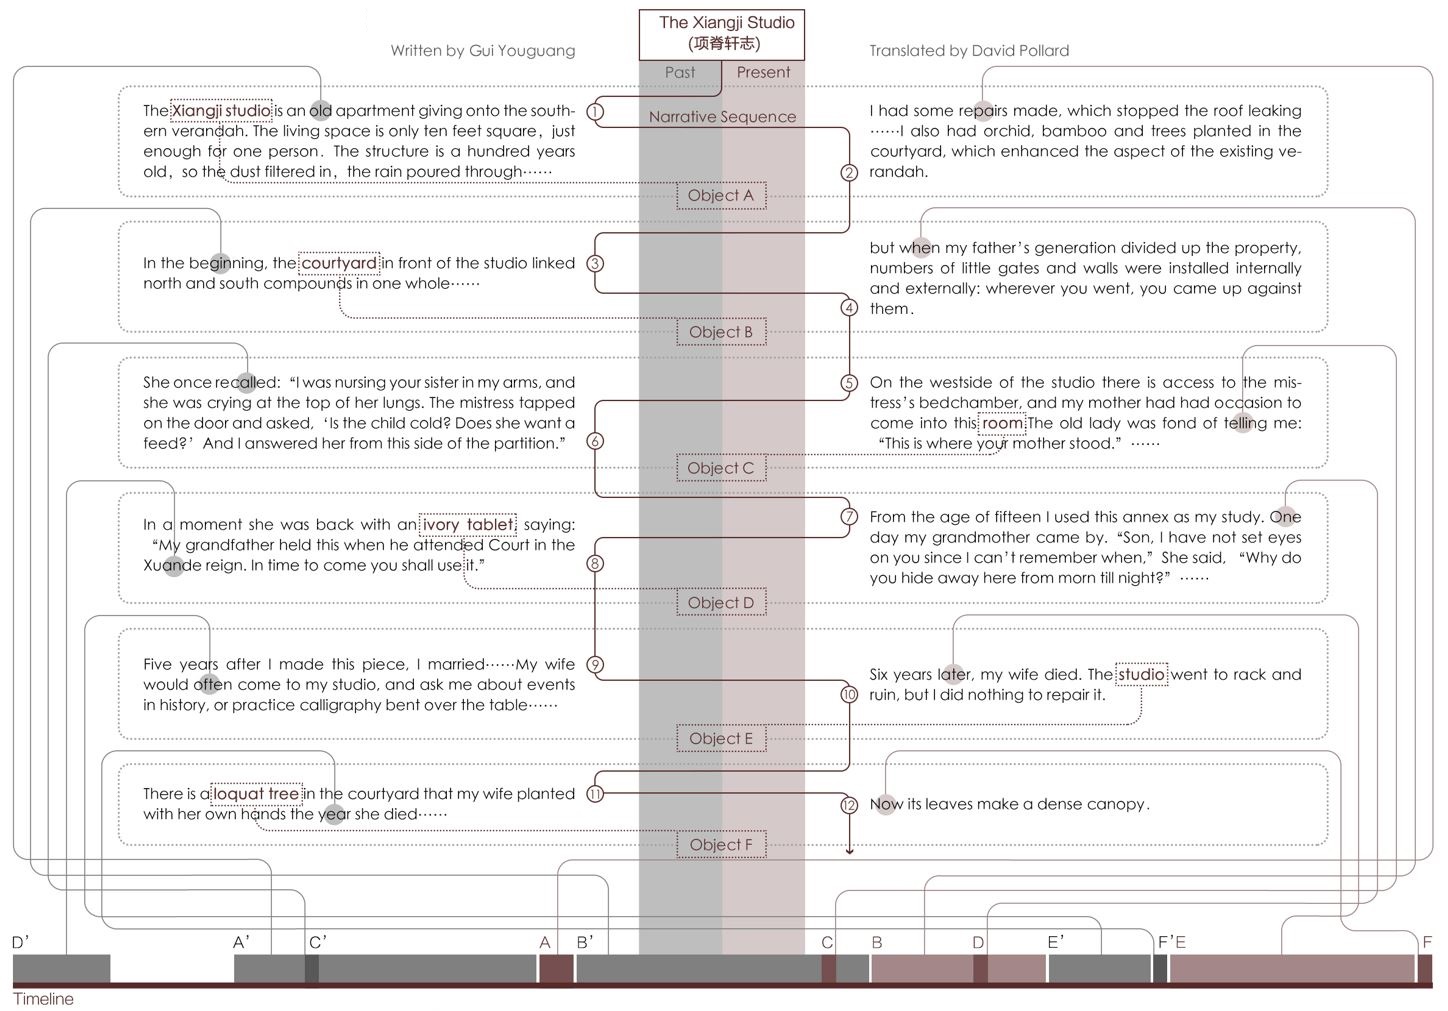 The Xiangji Studio
(项脊轩志)
Written by Gui Youguang
Translated by David Pollard
Past
Present
Narrative Sequence
① The Xiangji studio is an old apartment giving onto the south-
ern verandah. The living space is only ten feet square, just
enough for one person. The structure is a hundred years
old, so the dust filtered in, the rain poured through······
② I had some repairs made, which stopped the roof leaking
······I also had orchid, bamboo and trees planted in the
courtyard, which enhanced the aspect of the existing ve-
randah.
Object A
③ In the beginning, the courtyard in front of the studio linked
north and south compounds in one whole······
④ but when my father's generation divided up the property,
numbers of little gates and walls were installed internally
and externally: wherever you went, you came up against
them.
Object B
⑤ On the westside of the studio there is access to the mis-
tress's bedchamber, and my mother had had occasion to
come into this room The old lady was fond of telling me:
“This is where your mother stood.” ······
⑥ She once recalled: “I was nursing your sister in my arms, and
she was crying at the top of her lungs. The mistress tapped
on the door and asked, ‘Is the child cold? Does she want a
feed?’ And I answered her from this side of the partition.”
Object C
⑦ From the age of fifteen I used this annex as my study. One
day my grandmother came by. “Son, I have not set eyes
on you since I can't remember when,” She said, “Why do
you hide away here from morn till night?” ······
⑧ In a moment she was back with an ivory tablet, saying:
“My grandfather held this when he attended Court in the
Xuande reign. In time to come you shall use it.”
Object D
⑨ Five years after I made this piece, I married······My wife
would often come to my studio, and ask me about events
in history, or practice calligraphy bent over the table······
⑩ Six years later, my wife died. The studio went to rack and
ruin, but I did nothing to repair it.
Object E
⑪ There is a loquat tree in the courtyard that my wife planted
with her own hands the year she died······
⑫ Now its leaves make a dense canopy.
Object F
D' A' C' A B' C B D E' F' E F
Timeline